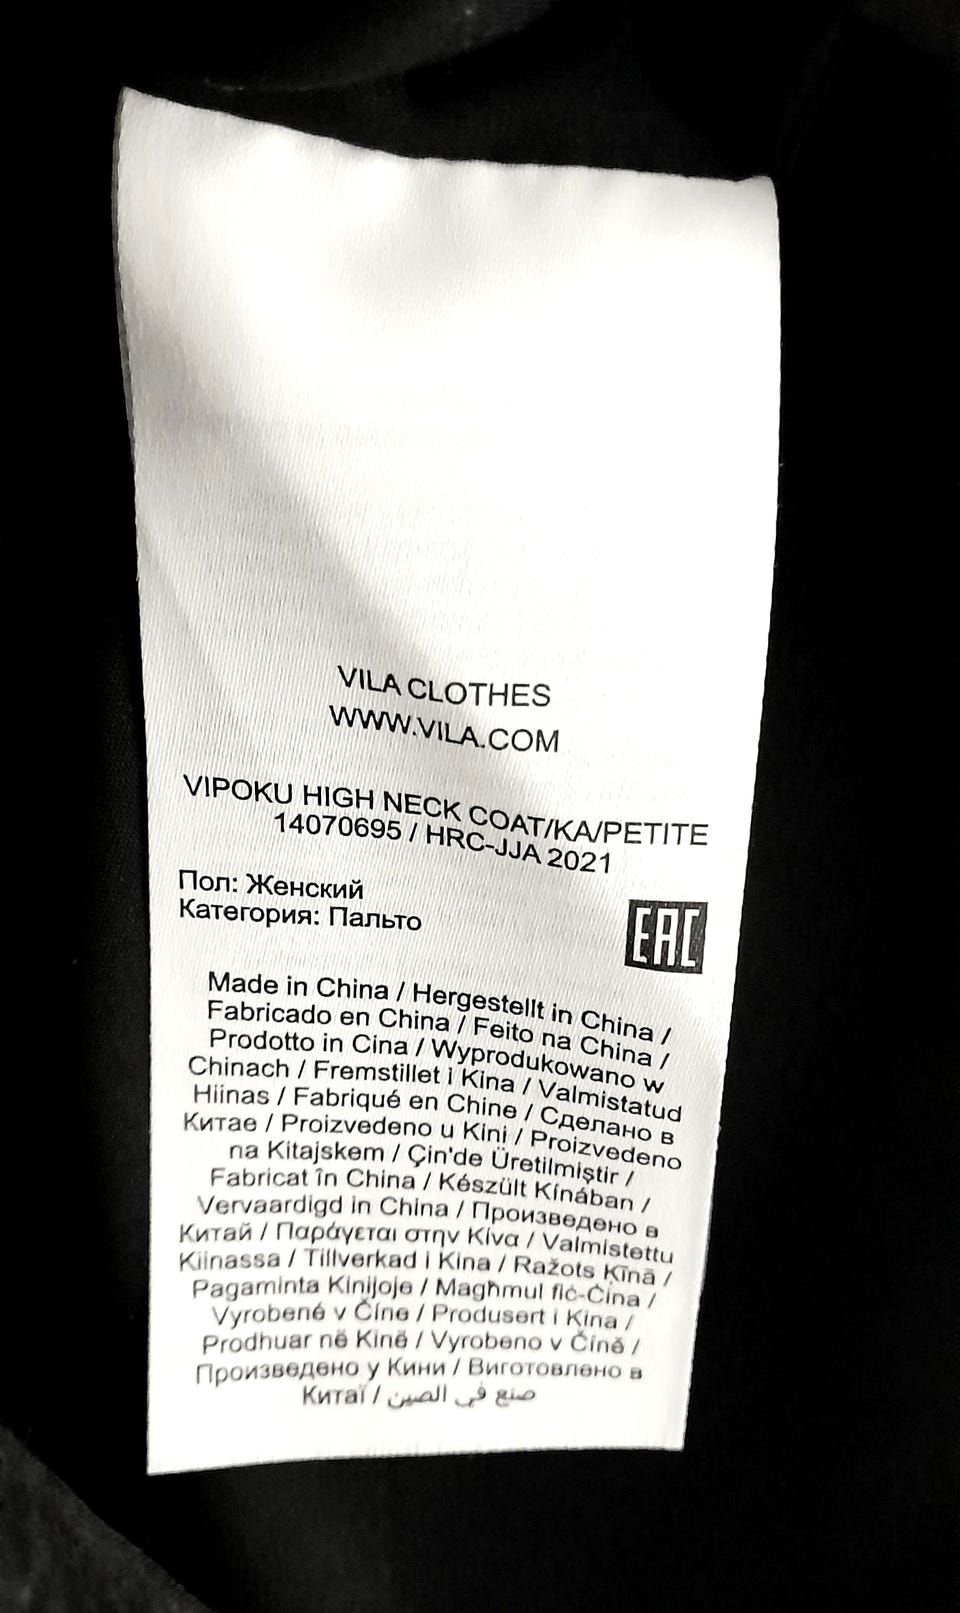 VILA CLOTHES
WWW.VILA.COM
VIPOKU HIGH NECK COAT/KA/PETITE
14070695 / HRC-JJA 2021
Пол: Женский
Категория: Пальто
EAC
Made in China / Hergestellt in China /
Fabricado en China / Feito na China /
Prodotto in Cina / Wyprodukowano w
Chinach / Fremstillet i Kina / Valmistatud
Hiinas / Fabriqué en Chine / Сделано в
Китае / Proizvedeno u Kini / Proizvedeno
na Kitajskem / Çin'de Üretilmiştir /
Fabricat în China / Készült Kínában /
Vervaardigd in China / Произведено в
Китай / Παράγεται στην Κίνα / Valmistettu
Kiinassa / Tillverkad i Kina / Ražots Ķīnā /
Pagaminta Kinijoje / Magħmul fiċ-Ċina /
Vyrobené v Číne / Produsert i Kina /
Prodhuar në Kinë / Vyrobeno v Číně /
Произведено у Кини / Виготовлено в
Китаї / صنع في الصين